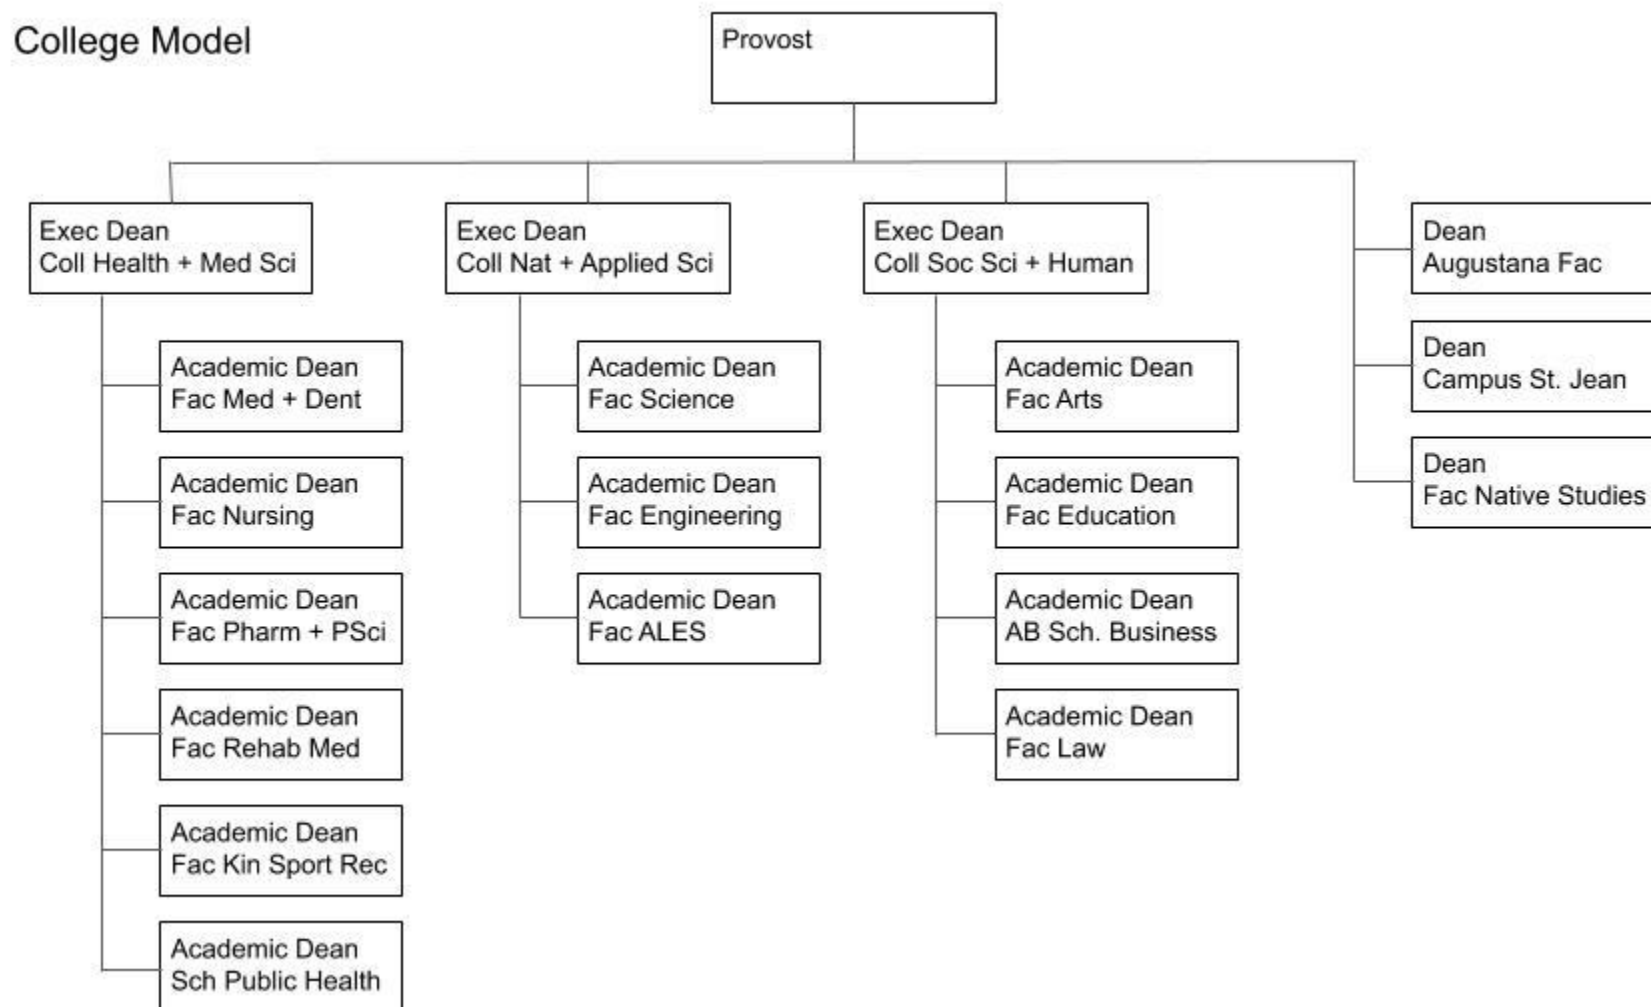 College Model
Provost
Exec Dean
Coll Health + Med Sci
Academic Dean
Fac Med + Dent
Academic Dean
Fac Nursing
Academic Dean
Fac Pharm + PSci
Academic Dean
Fac Rehab Med
Academic Dean
Fac Kin Sport Rec
Academic Dean
Sch Public Health
Exec Dean
Coll Nat + Applied Sci
Academic Dean
Fac Science
Academic Dean
Fac Engineering
Academic Dean
Fac ALES
Exec Dean
Coll Soc Sci + Human
Academic Dean
Fac Arts
Academic Dean
Fac Education
Academic Dean
AB Sch. Business
Academic Dean
Fac Law
Dean
Augustana Fac
Dean
Campus St. Jean
Dean
Fac Native Studies